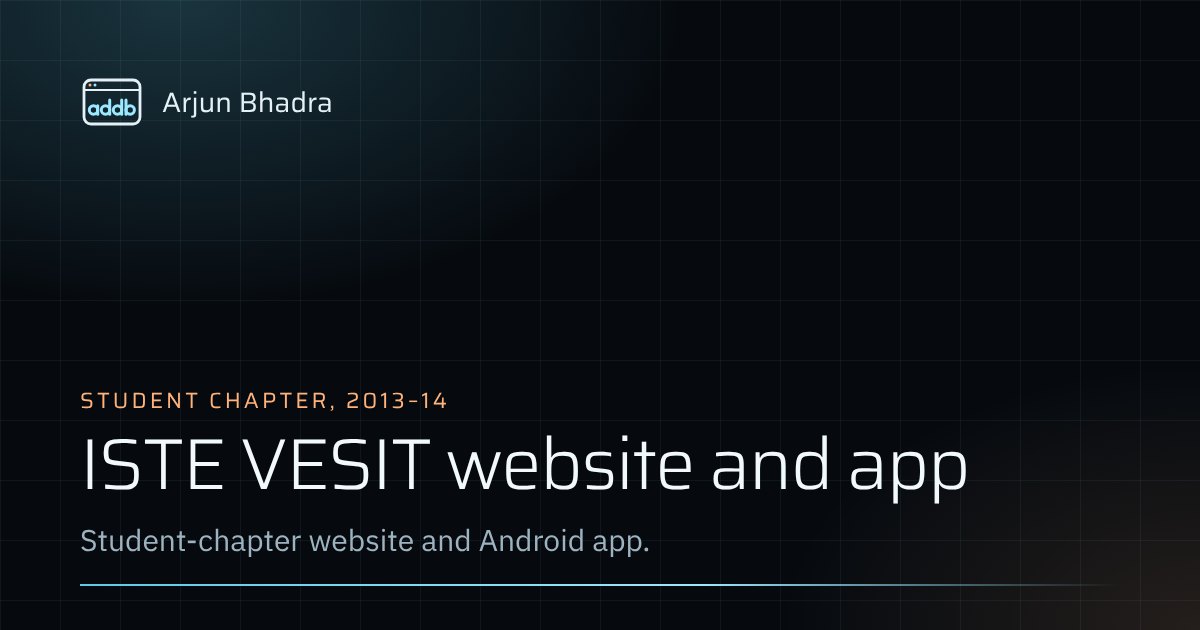 addb
Arjun Bhadra
STUDENT CHAPTER, 2013–14
ISTE VESIT website and app
Student-chapter website and Android app.